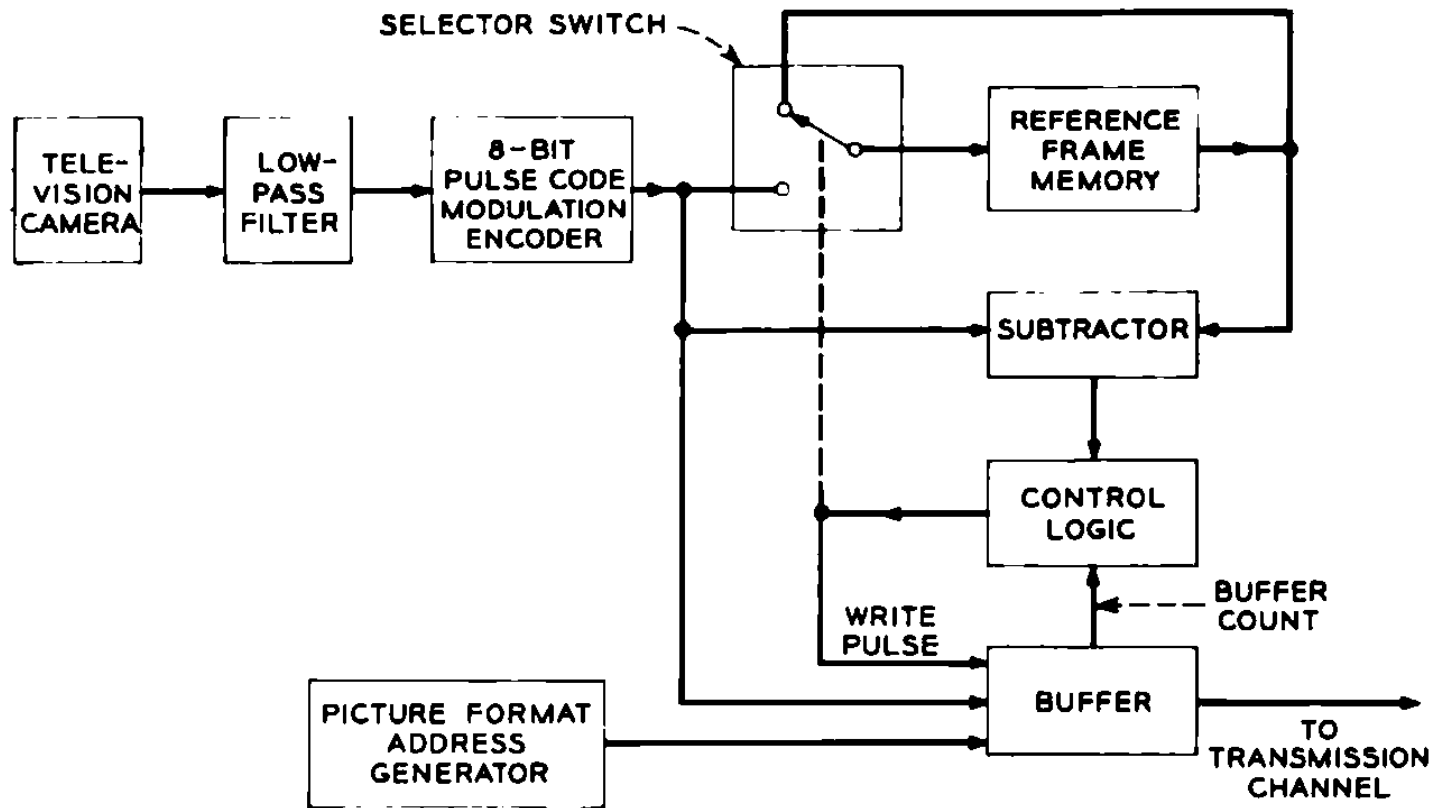 SELECTOR SWITCH
TELE-
VISION
CAMERA
LOW-
PASS
FILTER
8-BIT
PULSE CODE
MODULATION
ENCODER
REFERENCE
FRAME
MEMORY
SUBTRACTOR
CONTROL
LOGIC
BUFFER
COUNT
WRITE
PULSE
BUFFER
PICTURE FORMAT
ADDRESS
GENERATOR
TO
TRANSMISSION
CHANNEL